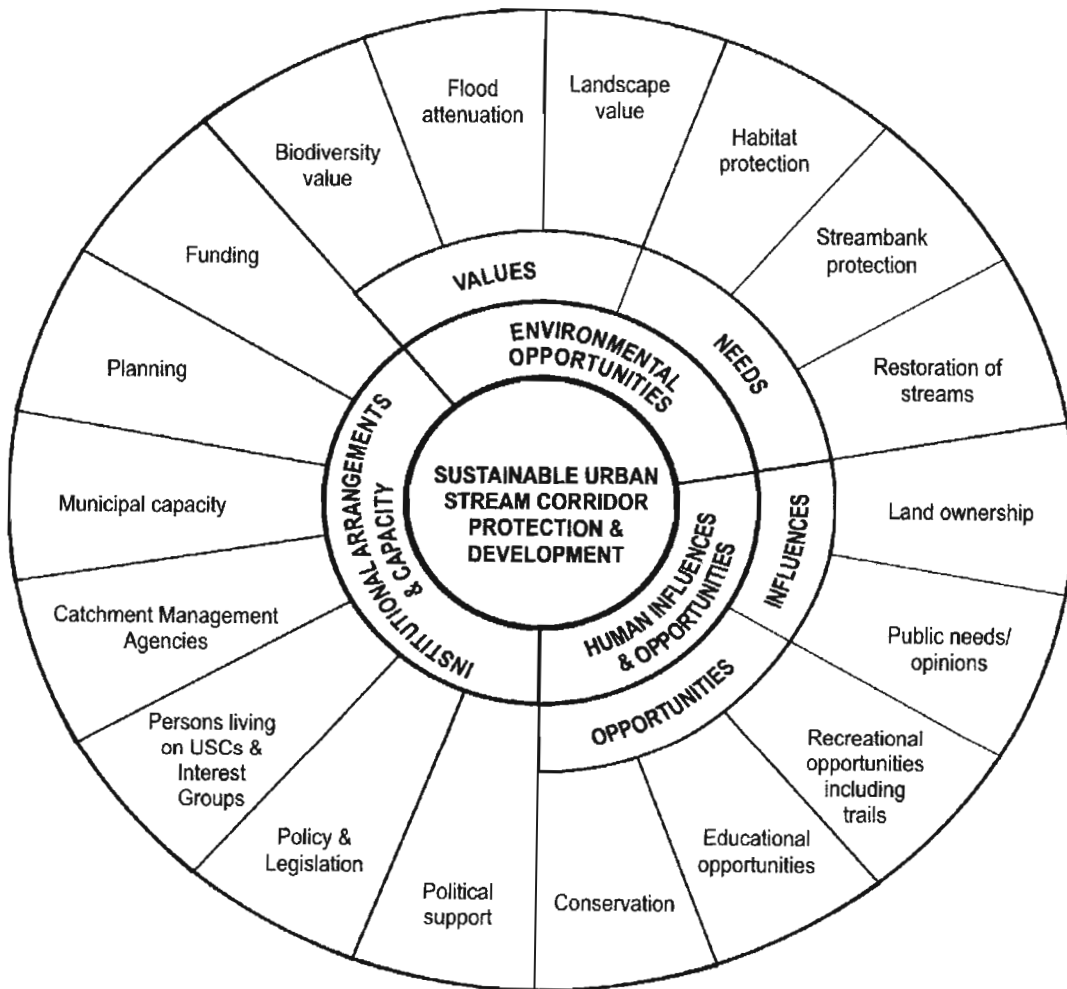 SUSTAINABLE URBAN
STREAM CORRIDOR
PROTECTION &
DEVELOPMENT
ENVIRONMENTAL
OPPORTUNITIES
VALUES
Biodiversity
value
Flood
attenuation
Landscape
value
NEEDS
Habitat
protection
Streambank
protection
Restoration of
streams
HUMAN INFLUENCES
& OPPORTUNITIES
INFLUENCES
Land ownership
Public needs/
opinions
OPPORTUNITIES
Recreational
opportunities
including
trails
Educational
opportunities
Conservation
INSTITUTIONAL ARRANGEMENTS
& CAPACITY
Political
support
Policy &
Legislation
Persons living
on USCs &
Interest
Groups
Catchment Management
Agencies
Municipal capacity
Planning
Funding